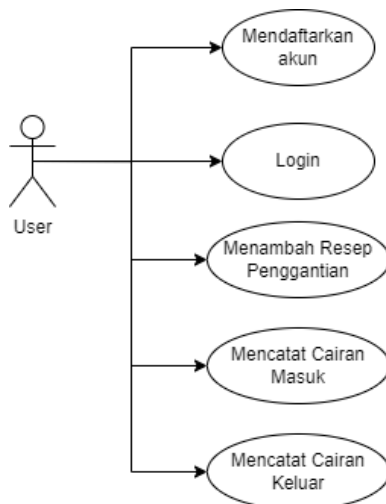 Mendaftarkan
akun
Login
User
Menambah Resep
Penggantian
Mencatat Cairan
Masuk
Mencatat Cairan
Keluar